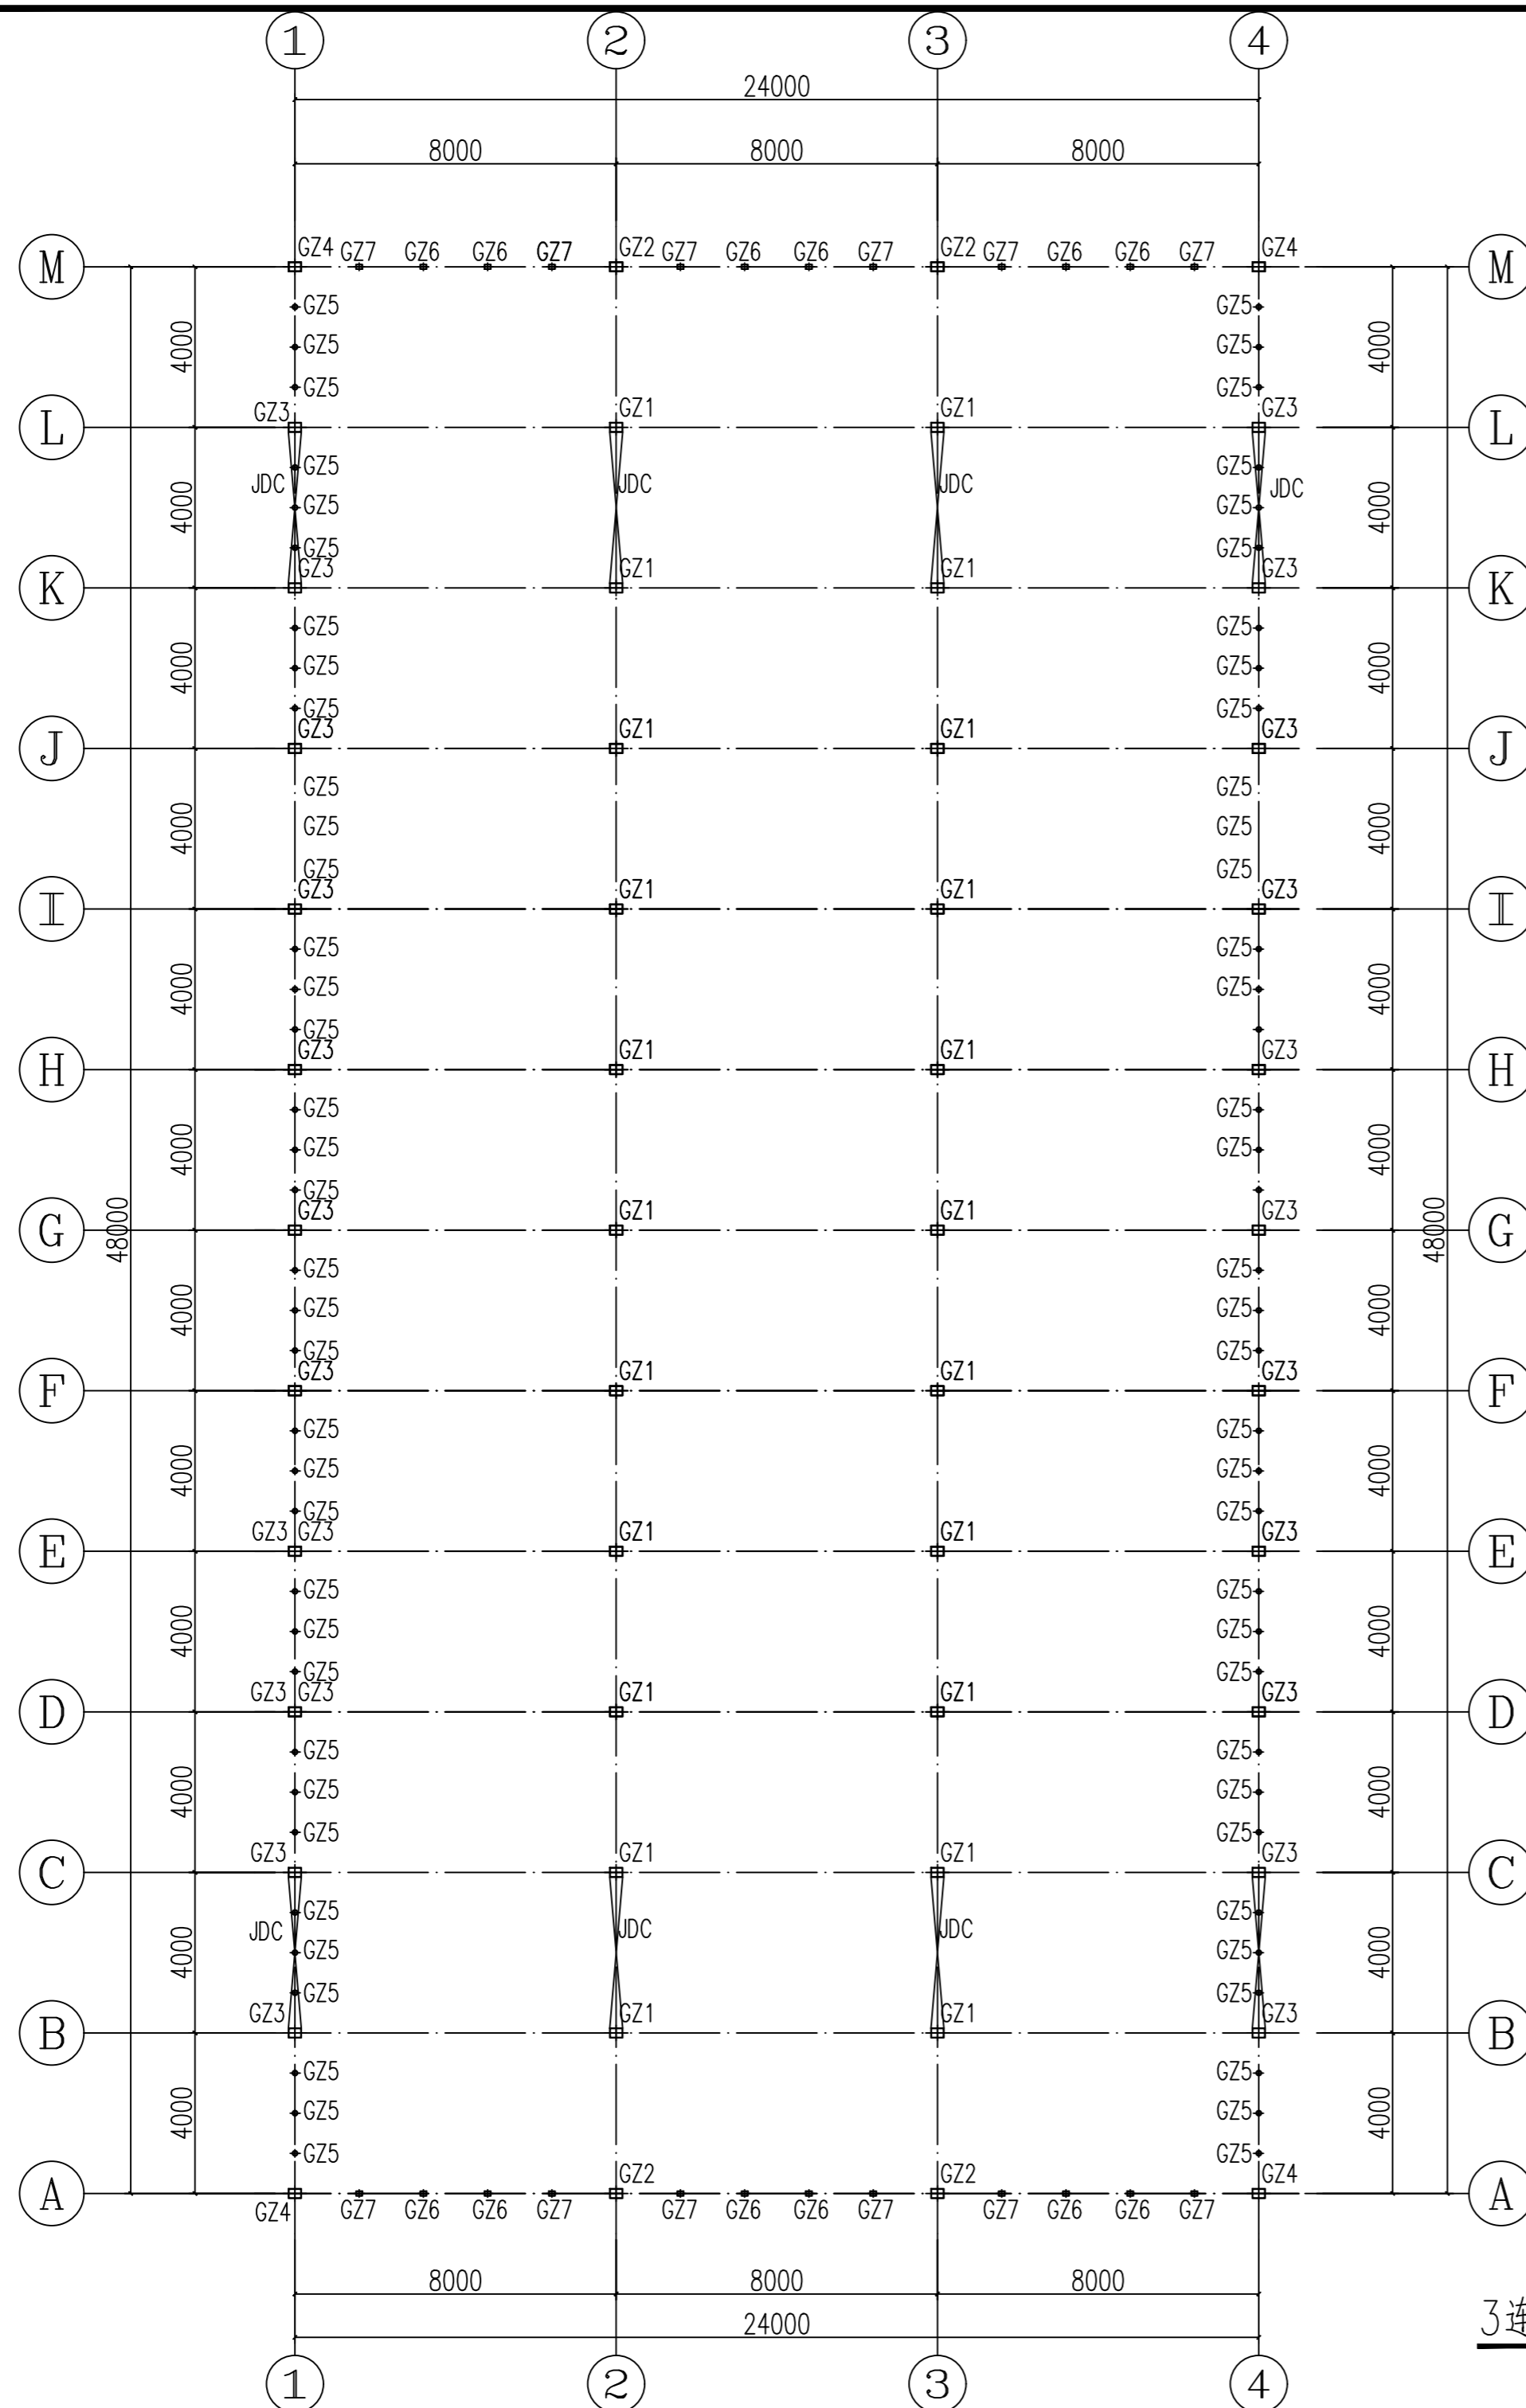 1 2 3 4
24000
8000 8000 8000
M GZ4 GZ7 GZ6 GZ6 GZ7 GZ2 GZ7 GZ6 GZ6 GZ7 GZ2 GZ7 GZ6 GZ6 GZ7 GZ4 M
GZ5 GZ5
4000 GZ5 GZ5 4000
GZ5 GZ5
L GZ3 GZ1 GZ1 GZ3 L
GZ5 GZ5
JDC JDC JDC JDC
4000 GZ5 GZ5 4000
GZ5 GZ5
K GZ3 GZ1 GZ1 GZ3 K
GZ5 GZ5
4000 GZ5 GZ5 4000
GZ5 GZ5
J GZ3 GZ1 GZ1 GZ3 J
GZ5 GZ5
4000 GZ5 GZ5 4000
GZ5 GZ5
I GZ3 GZ1 GZ1 GZ3 I
GZ5 GZ5
4000 GZ5 GZ5 4000
GZ5
H GZ3 GZ1 GZ1 GZ3 H
GZ5 GZ5
4000 GZ5 GZ5 4000
GZ5
G GZ3 GZ1 GZ1 GZ3 G
48000 48000
GZ5 GZ5
4000 GZ5 GZ5 4000
GZ5 GZ5
F GZ3 GZ1 GZ1 GZ3 F
GZ5 GZ5
4000 GZ5 GZ5 4000
GZ5 GZ5
E GZ3 GZ3 GZ1 GZ1 GZ3 E
GZ5 GZ5
4000 GZ5 GZ5 4000
GZ5 GZ5
D GZ3 GZ3 GZ1 GZ1 GZ3 D
GZ5 GZ5
4000 GZ5 GZ5 4000
GZ5 GZ5
C GZ3 GZ1 GZ1 GZ3 C
GZ5 GZ5
JDC JDC JDC
4000 GZ5 GZ5 4000
GZ5 GZ5
B GZ3 GZ1 GZ1 GZ3 B
GZ5 GZ5
4000 GZ5 GZ5 4000
GZ5 GZ5
A GZ2 GZ2 GZ4 A
GZ4 GZ7 GZ6 GZ6 GZ7 GZ7 GZ6 GZ6 GZ7 GZ7 GZ6 GZ6 GZ7
8000 8000 8000
24000
3连
1 2 3 4